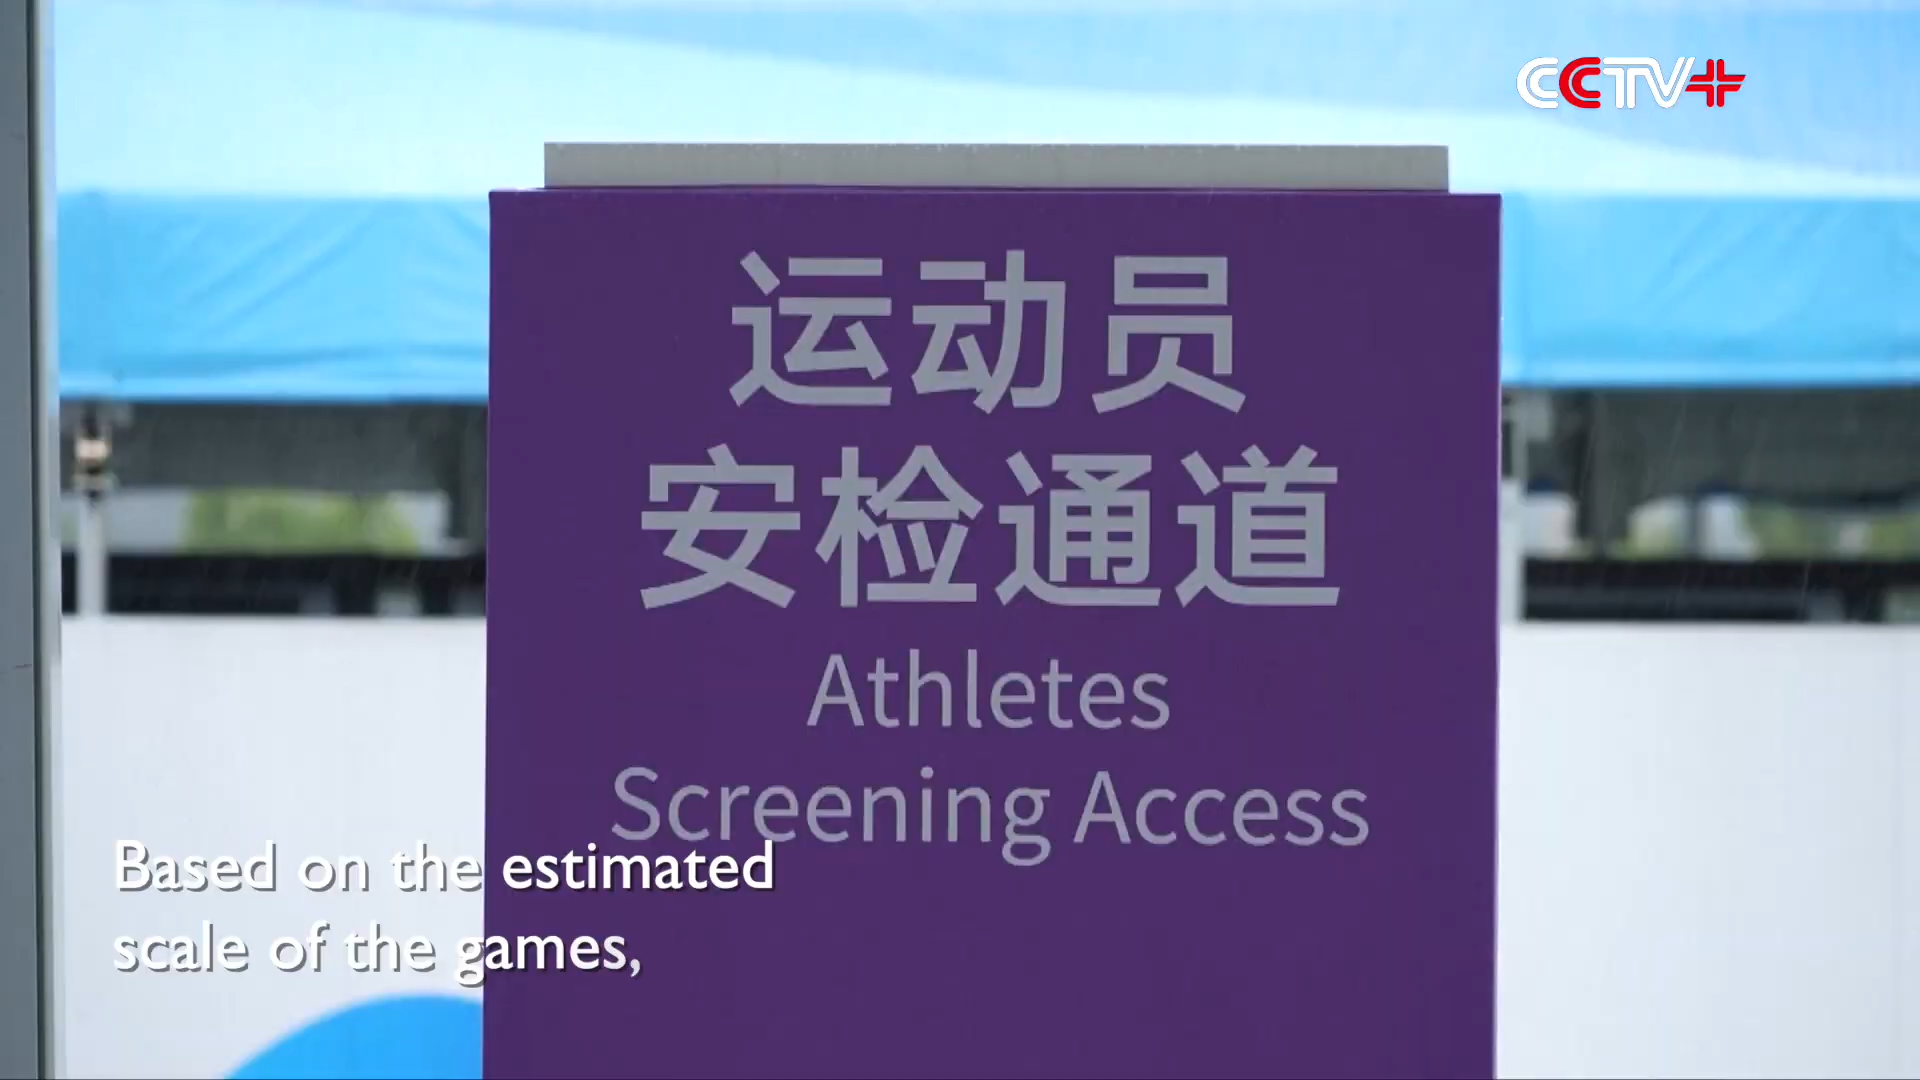 CCTV+
运动员
安检通道
Athletes
Screening Access
Based on the estimated
scale of the games,